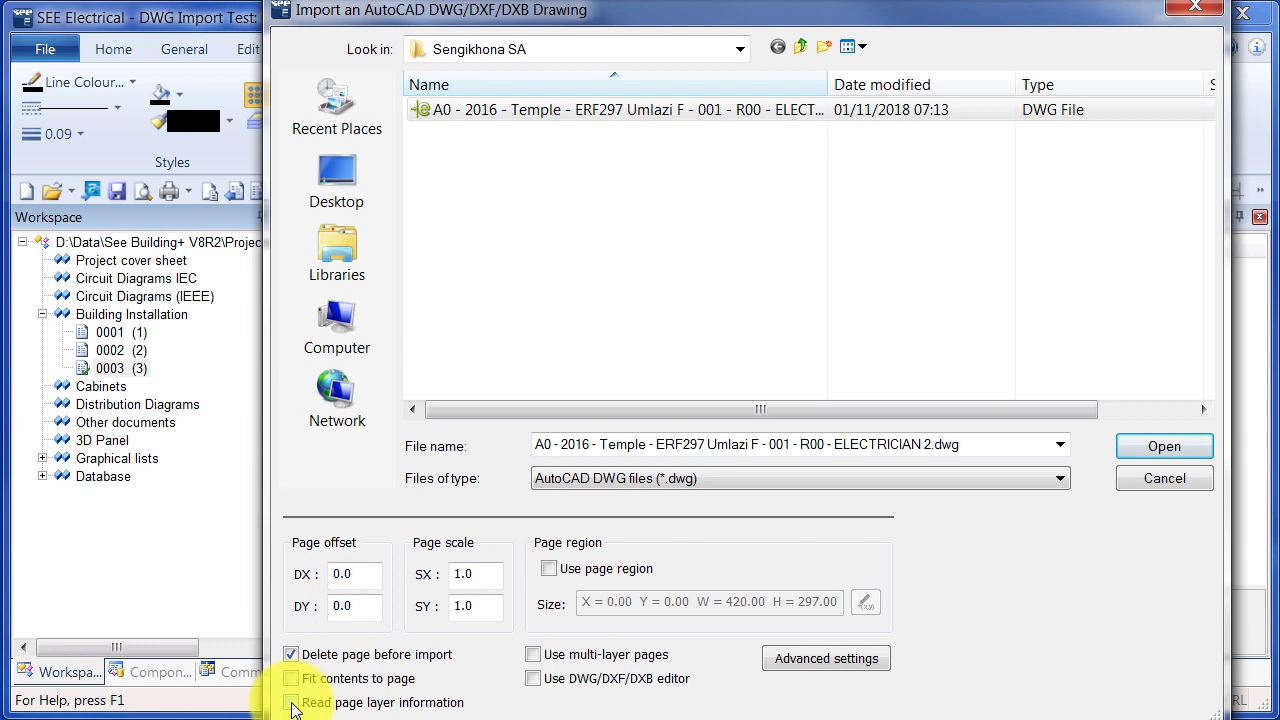 SEE Electrical - DWG Import Test:
File Home General Edit
Line Colour...
0.09
Styles
Workspace
D:\Data\See Building+ V8R2\Projec
Project cover sheet
Circuit Diagrams IEC
Circuit Diagrams (IEEE)
Building Installation
0001 (1)
0002 (2)
0003 (3)
Cabinets
Distribution Diagrams
Other documents
3D Panel
Graphical lists
Database
Workspa... Compon... Comm
For Help, press F1
Import an AutoCAD DWG/DXF/DXB Drawing
Look in: Sengikhona SA
Name Date modified Type S
A0 - 2016 - Temple - ERF297 Umlazi F - 001 - R00 - ELECT... 01/11/2018 07:13 DWG File
Recent Places
Desktop
Libraries
Computer
Network
File name: A0 - 2016 - Temple - ERF297 Umlazi F - 001 - R00 - ELECTRICIAN 2.dwg Open
Files of type: AutoCAD DWG files (*.dwg) Cancel
Page offset Page scale Page region
DX : 0.0 SX : 1.0 Use page region
DY : 0.0 SY : 1.0 Size: X = 0.00 Y = 0.00 W = 420.00 H = 297.00
Delete page before import Use multi-layer pages Advanced settings
Fit contents to page Use DWG/DXF/DXB editor
Read page layer information
RL